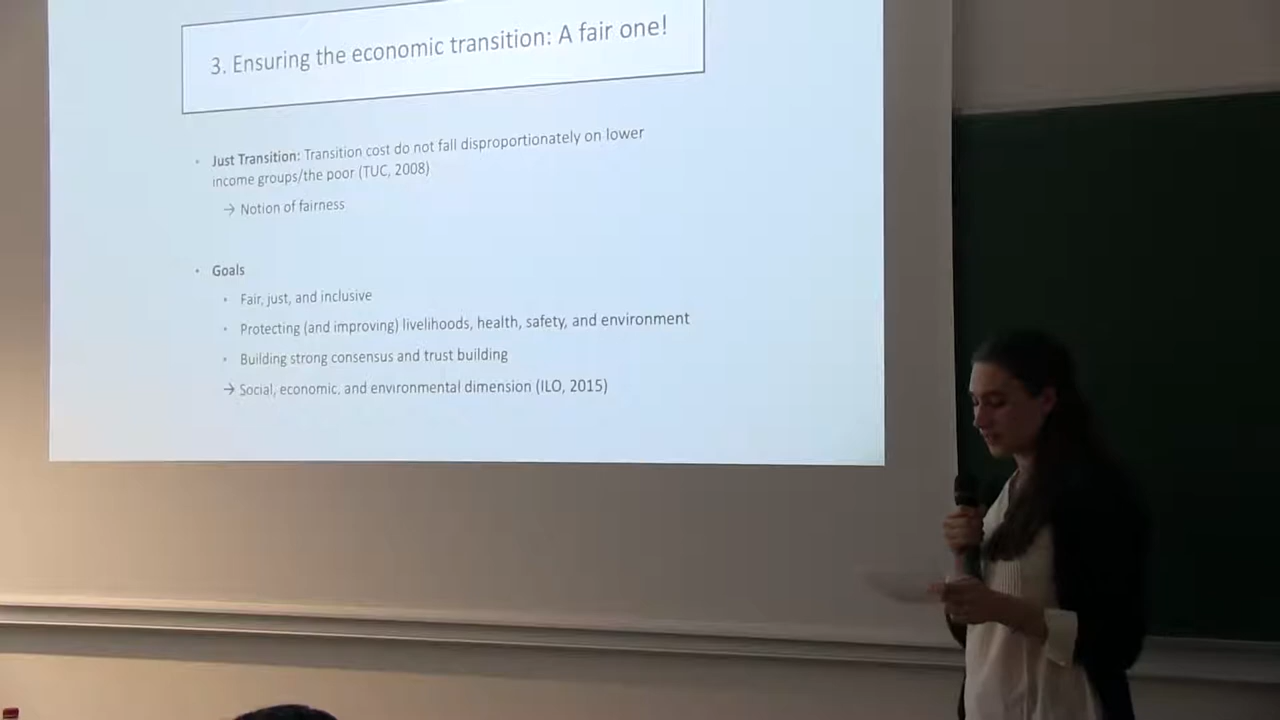 3. Ensuring the economic transition: A fair one!
• Just Transition: Transition cost do not fall disproportionately on lower
income groups/the poor (TUC, 2008)
→ Notion of fairness
• Goals
• Fair, just, and inclusive
• Protecting (and improving) livelihoods, health, safety, and environment
• Building strong consensus and trust building
→ Social, economic, and environmental dimension (ILO, 2015)